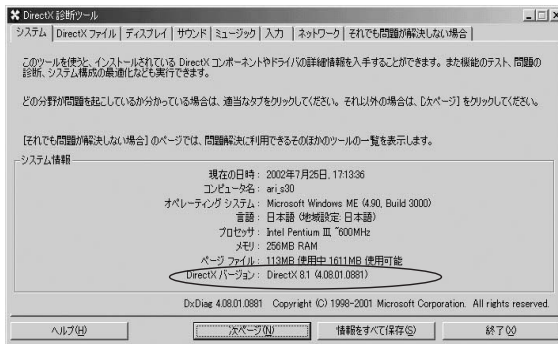 DirectX 診断ツール
システム DirectX ファイル ディスプレイ サウンド ミュージック 入力 ネットワーク それでも問題が解決しない場合
このツールを使うと、インストールされている DirectX コンポーネントやドライバの詳細情報を入手することができます。また機能のテスト、問題の
診断、システム構成の最適化なども実行できます。
どの分野が問題を起こしているか分かっている場合は、適当なタブをクリックしてください。それ以外の場合は、[次ページ] をクリックしてください。
[それでも問題が解決しない場合] のページでは、問題解決に利用できるそのほかのツールの一覧を表示します。
システム情報
現在の日時: 2002年7月25日, 17:13:36
コンピュータ名: ari_s30
オペレーティング システム: Microsoft Windows ME (4.90, Build 3000)
言語: 日本語 (地域設定: 日本語)
プロセッサ: Intel Pentium III, ~600MHz
メモリ: 256MB RAM
ページ ファイル: 113MB 使用中, 1611MB 使用可能
DirectX バージョン: DirectX 8.1 (4.08.01.0881)
DxDiag 4.08.01.0881 Copyright (C) 1998-2001 Microsoft Corporation. All rights reserved.
ヘルプ(H) 次ページ(N) 情報をすべて保存(S) 終了(X)